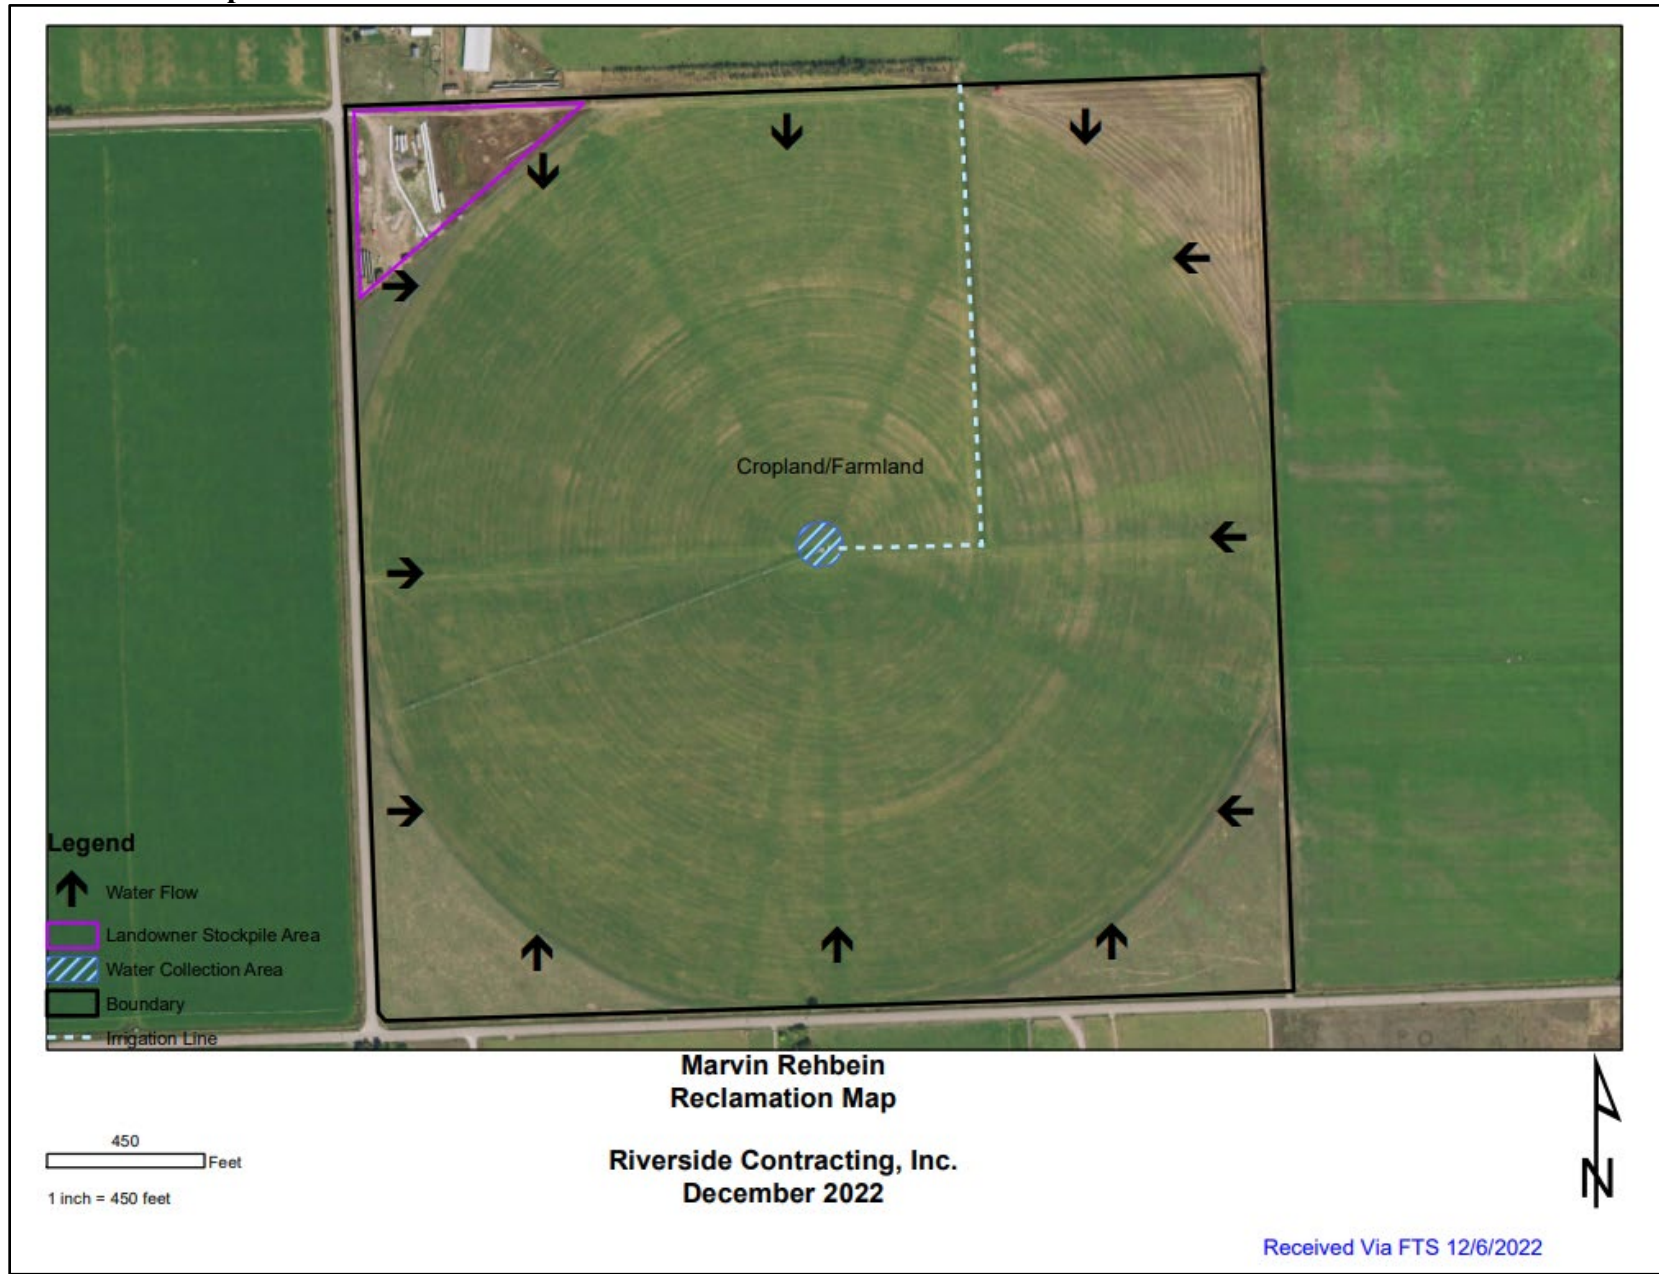 Cropland/Farmland
Legend
Water Flow
Landowner Stockpile Area
Water Collection Area
Boundary
Irrigation Line
Marvin Rehbein
Reclamation Map
450
Feet
1 inch = 450 feet
Riverside Contracting, Inc.
December 2022
N
Received Via FTS 12/6/2022